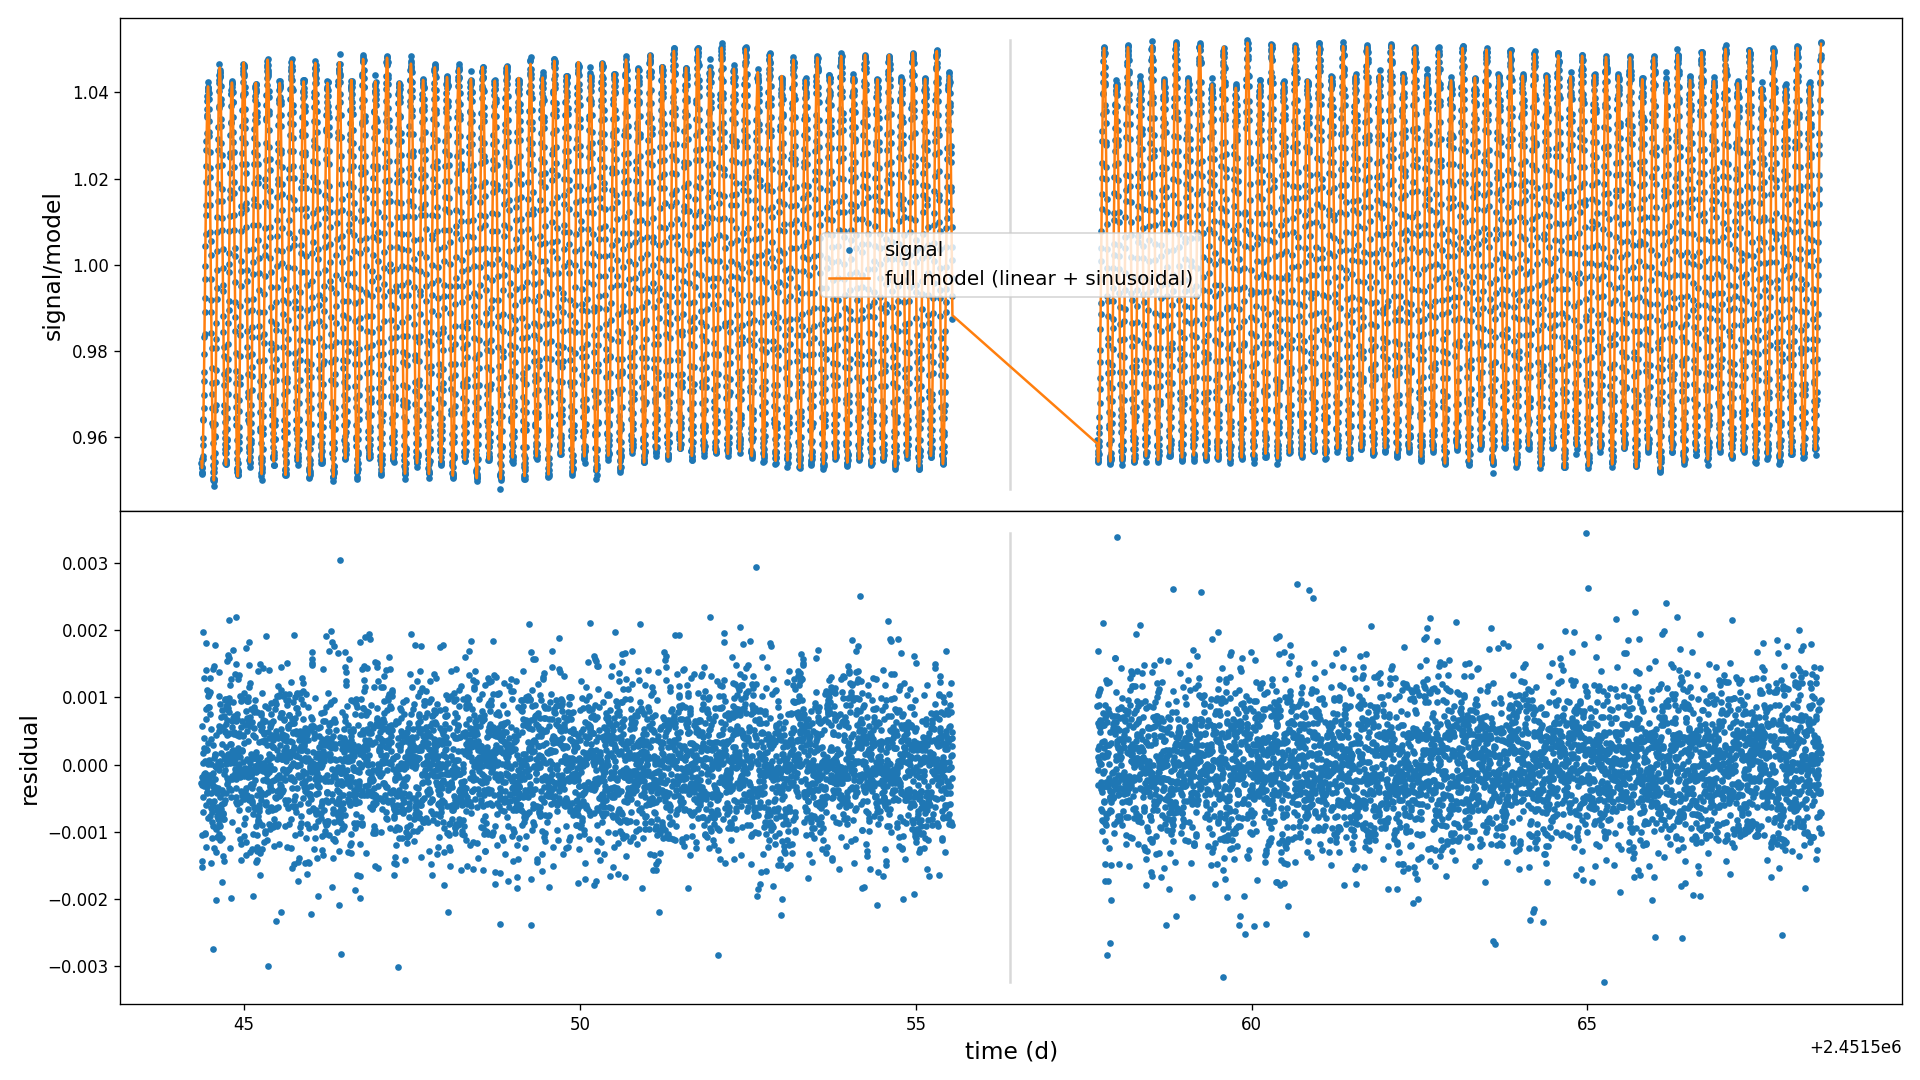 1.04
1.02
1.00
0.98
0.96
signal/model
signal
full model (linear + sinusoidal)
0.003
0.002
0.001
0.000
−0.001
−0.002
−0.003
residual
45
50
55
60
65
time (d)
+2.4515e6